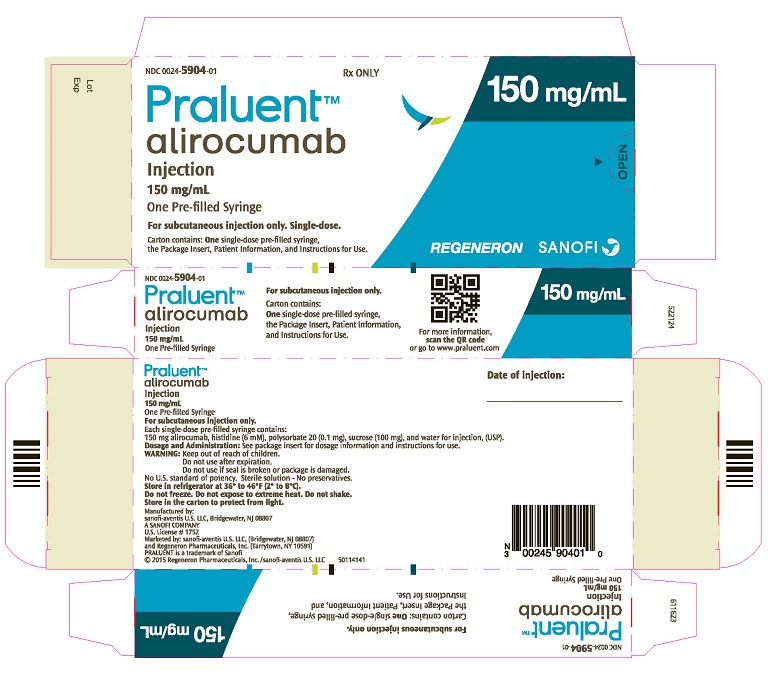 Lot
Exp
NDC 0024-5904-01
Rx ONLY
Praluent™
alirocumab
Injection
150 mg/mL
One Pre-filled Syringe
For subcutaneous injection only. Single-dose.
Carton contains: One single-dose pre-filled syringe,
the Package Insert, Patient Information, and Instructions for Use.
150 mg/mL
OPEN
REGENERON SANOFI
NDC 0024-5904-01
Praluent™
alirocumab
Injection
150 mg/mL
One Pre-filled Syringe
For subcutaneous injection only.
Carton contains:
One single-dose pre-filled syringe,
the Package Insert, Patient Information,
and Instructions for Use.
For more information,
scan the QR code
or go to www.praluent.com
150 mg/mL
522124
Praluent™
alirocumab
Injection
150 mg/mL
One Pre-filled Syringe
For subcutaneous injection only.
Each single-dose pre-filled syringe contains:
150 mg alirocumab, histidine (6 mM), polysorbate 20 (0.1 mg), sucrose (100 mg), and water for injection, (USP).
Dosage and Administration: See package insert for dosage information and instructions for use.
WARNING: Keep out of reach of children.
Do not use after expiration.
Do not use if seal is broken or package is damaged.
No U.S. standard of potency. Sterile solution - No preservatives.
Store in refrigerator at 36° to 46°F (2° to 8°C).
Do not freeze. Do not expose to extreme heat. Do not shake.
Store in the carton to protect from light.
Manufactured by:
sanofi-aventis U.S. LLC, Bridgewater, NJ 08807
A SANOFI COMPANY
U.S. License # 1752
Marketed by: sanofi-aventis U.S. LLC, (Bridgewater, NJ 08807)
and Regeneron Pharmaceuticals, Inc. (Tarrytown, NY 10591)
PRALUENT is a trademark of Sanofi
© 2015 Regeneron Pharmaceuticals, Inc./sanofi-aventis U.S. LLC 50114141
Date of injection:
N
3 00245 90401 0
NDC 0024-5904-01
Praluent™
alirocumab
Injection
150 mg/mL
One Pre-filled Syringe
For subcutaneous injection only.
Carton contains: One single-dose pre-filled syringe,
the Package Insert, Patient Information, and
Instructions for Use.
150 mg/mL
611623